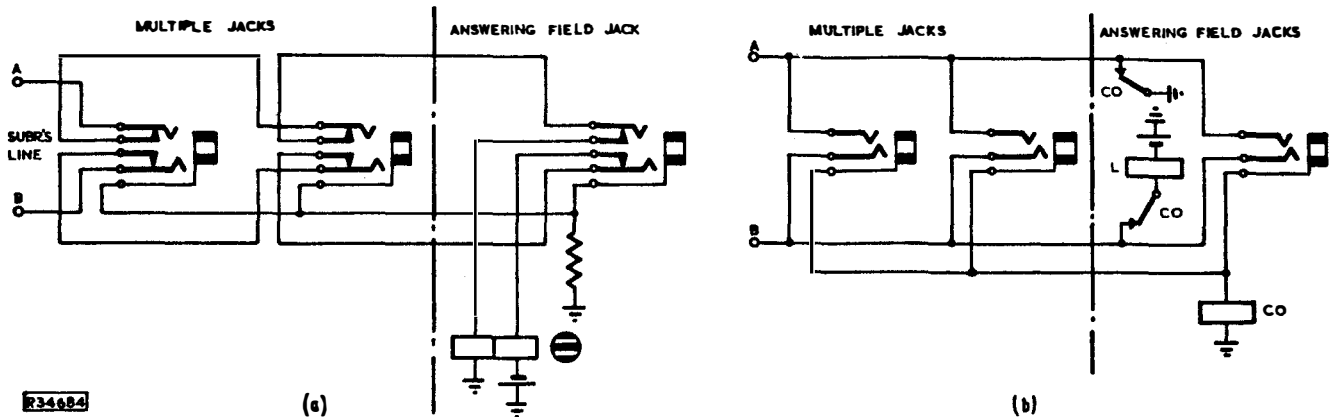 MULTIPLE JACKS
ANSWERING FIELD JACK
A
SUBR'S
LINE
B
R34684
(a)
MULTIPLE JACKS
ANSWERING FIELD JACKS
A
CO
L
CO
B
CO
(b)